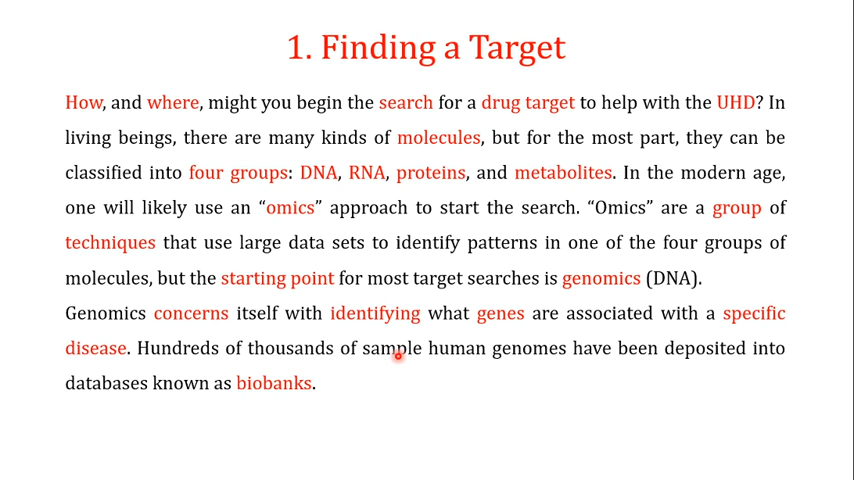 1. Finding a Target
How, and where, might you begin the search for a drug target to help with the UHD? In
living beings, there are many kinds of molecules, but for the most part, they can be
classified into four groups: DNA, RNA, proteins, and metabolites. In the modern age,
one will likely use an “omics” approach to start the search. “Omics” are a group of
techniques that use large data sets to identify patterns in one of the four groups of
molecules, but the starting point for most target searches is genomics (DNA).
Genomics concerns itself with identifying what genes are associated with a specific
disease. Hundreds of thousands of sample human genomes have been deposited into
databases known as biobanks.